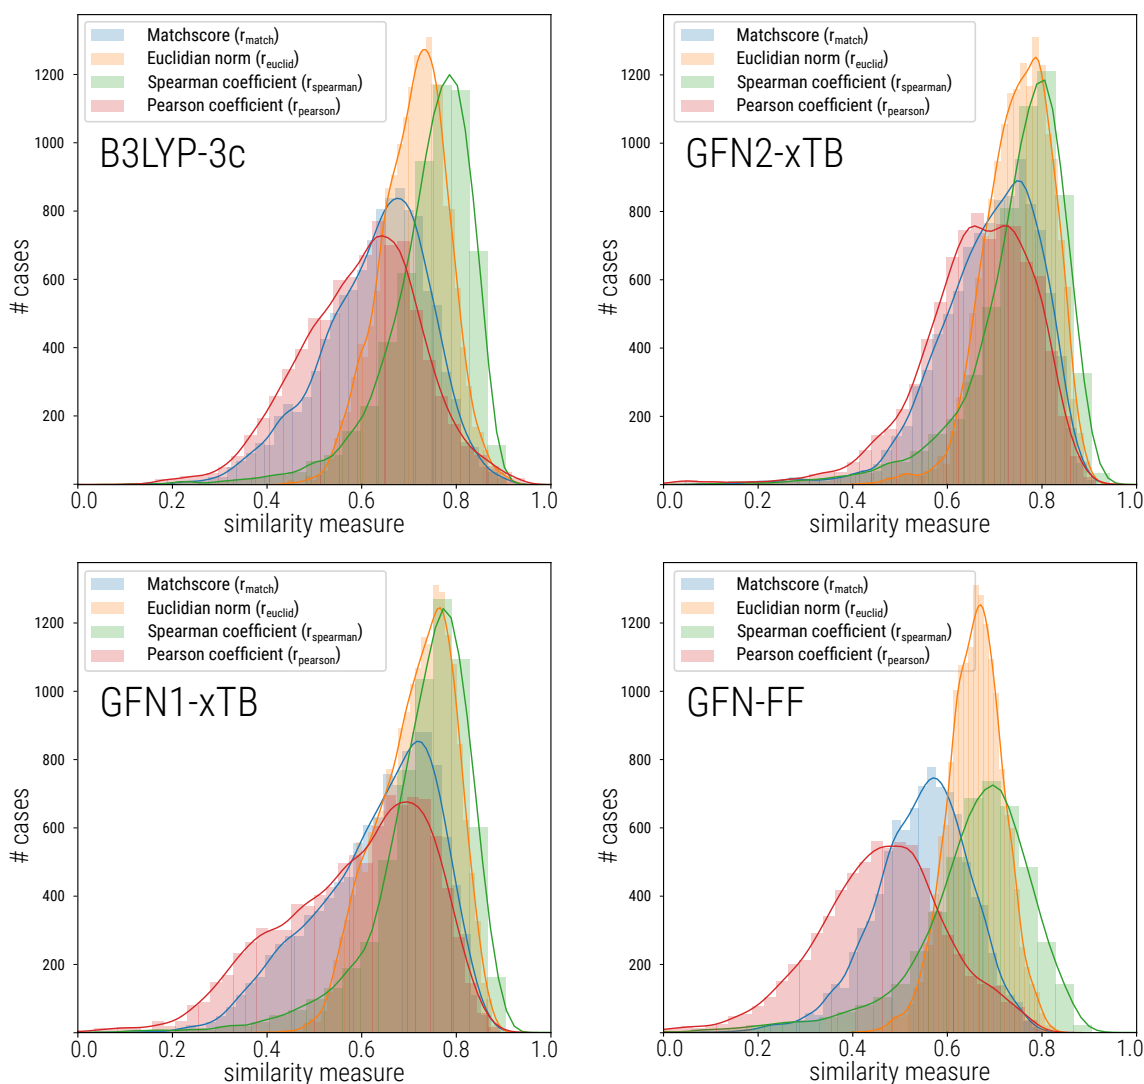 Matchscore (r_match)
Euclidian norm (r_euclid)
Spearman coefficient (r_spearman)
Pearson coefficient (r_pearson)
B3LYP-3c
# cases
1200
1000
800
600
400
200
0.0 0.2 0.4 0.6 0.8 1.0
similarity measure
Matchscore (r_match)
Euclidian norm (r_euclid)
Spearman coefficient (r_spearman)
Pearson coefficient (r_pearson)
GFN2-xTB
# cases
1200
1000
800
600
400
200
0.0 0.2 0.4 0.6 0.8 1.0
similarity measure
Matchscore (r_match)
Euclidian norm (r_euclid)
Spearman coefficient (r_spearman)
Pearson coefficient (r_pearson)
GFN1-xTB
# cases
1200
1000
800
600
400
200
0.0 0.2 0.4 0.6 0.8 1.0
similarity measure
Matchscore (r_match)
Euclidian norm (r_euclid)
Spearman coefficient (r_spearman)
Pearson coefficient (r_pearson)
GFN-FF
# cases
1200
1000
800
600
400
200
0.0 0.2 0.4 0.6 0.8 1.0
similarity measure